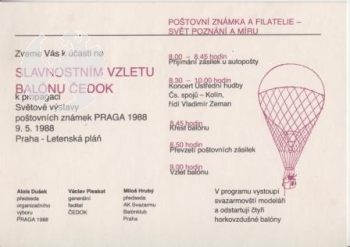 POŠTOVNÍ ZNÁMKA A FILATELIE –
SVĚT POZNÁNÍ A MÍRU
Zveme Vás k účasti na
SLAVNOSTNÍM VZLETU
BALÓNU ČEDOK
k propagaci
Světové výstavy
poštovních známek PRAGA 1988
9. 5. 1988
Praha - Letenská pláň
8.00 – 8.45 hodin
Přijímání zásilek u autopošty
8.30 – 10.00 hodin
Koncert Ústřední hudby
Čs. spojů – Kolín,
řídí Vladimír Zeman
8.45 hodin
Křest balónu
8.50 hodin
Převzetí poštovních zásilek
9.00 hodin
Vzlet balónu
V programu vystoupí
svazarmovští modeláři
a odstartují čtyři
horkovzdušné balóny
Alois Dušek
předseda
organizačního
výboru
PRAGA 1988
Václav Pleskot
generální
ředitel
ČEDOK
Miloš Hrubý
předseda
AK Svazarmu
Balónklub
Praha